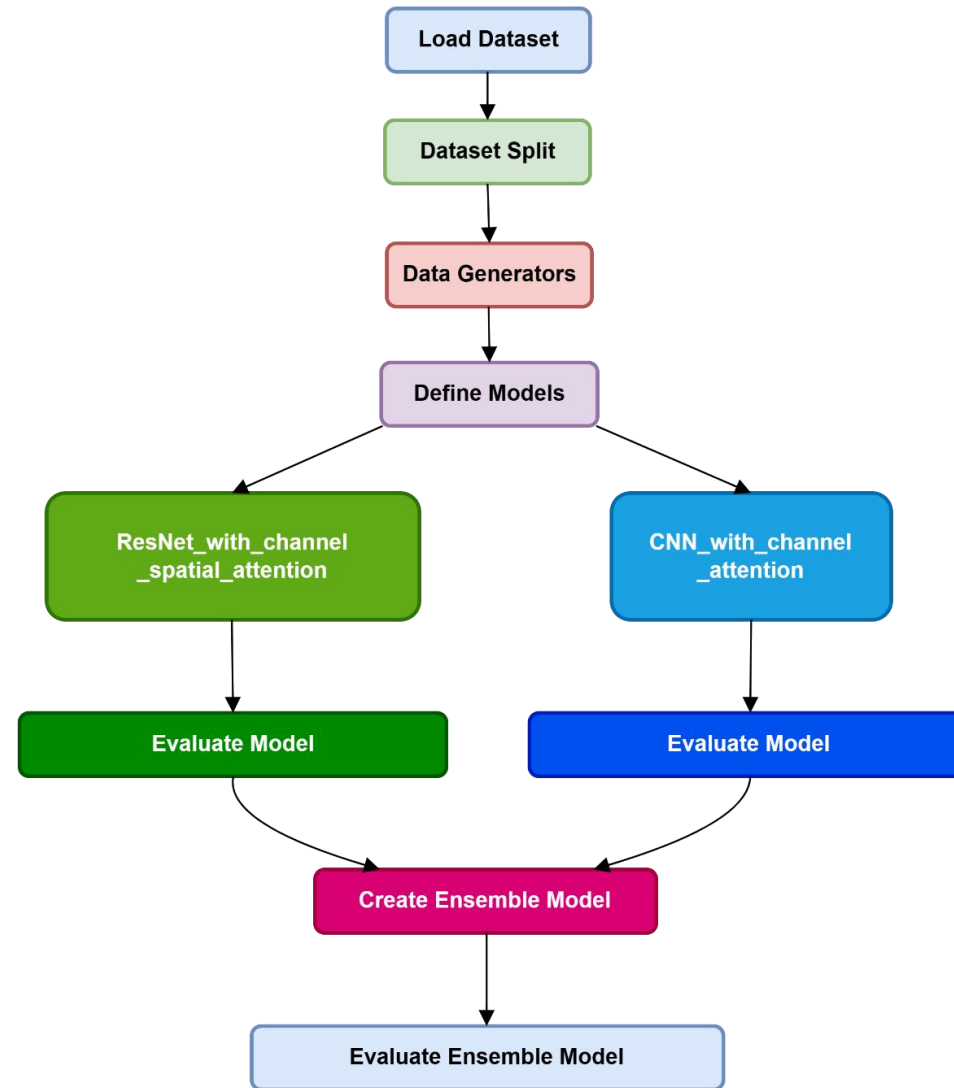 Load Dataset
Dataset Split
Data Generators
Define Models
ResNet_with_channel
_spatial_attention
CNN_with_channel
_attention
Evaluate Model
Evaluate Model
Create Ensemble Model
Evaluate Ensemble Model